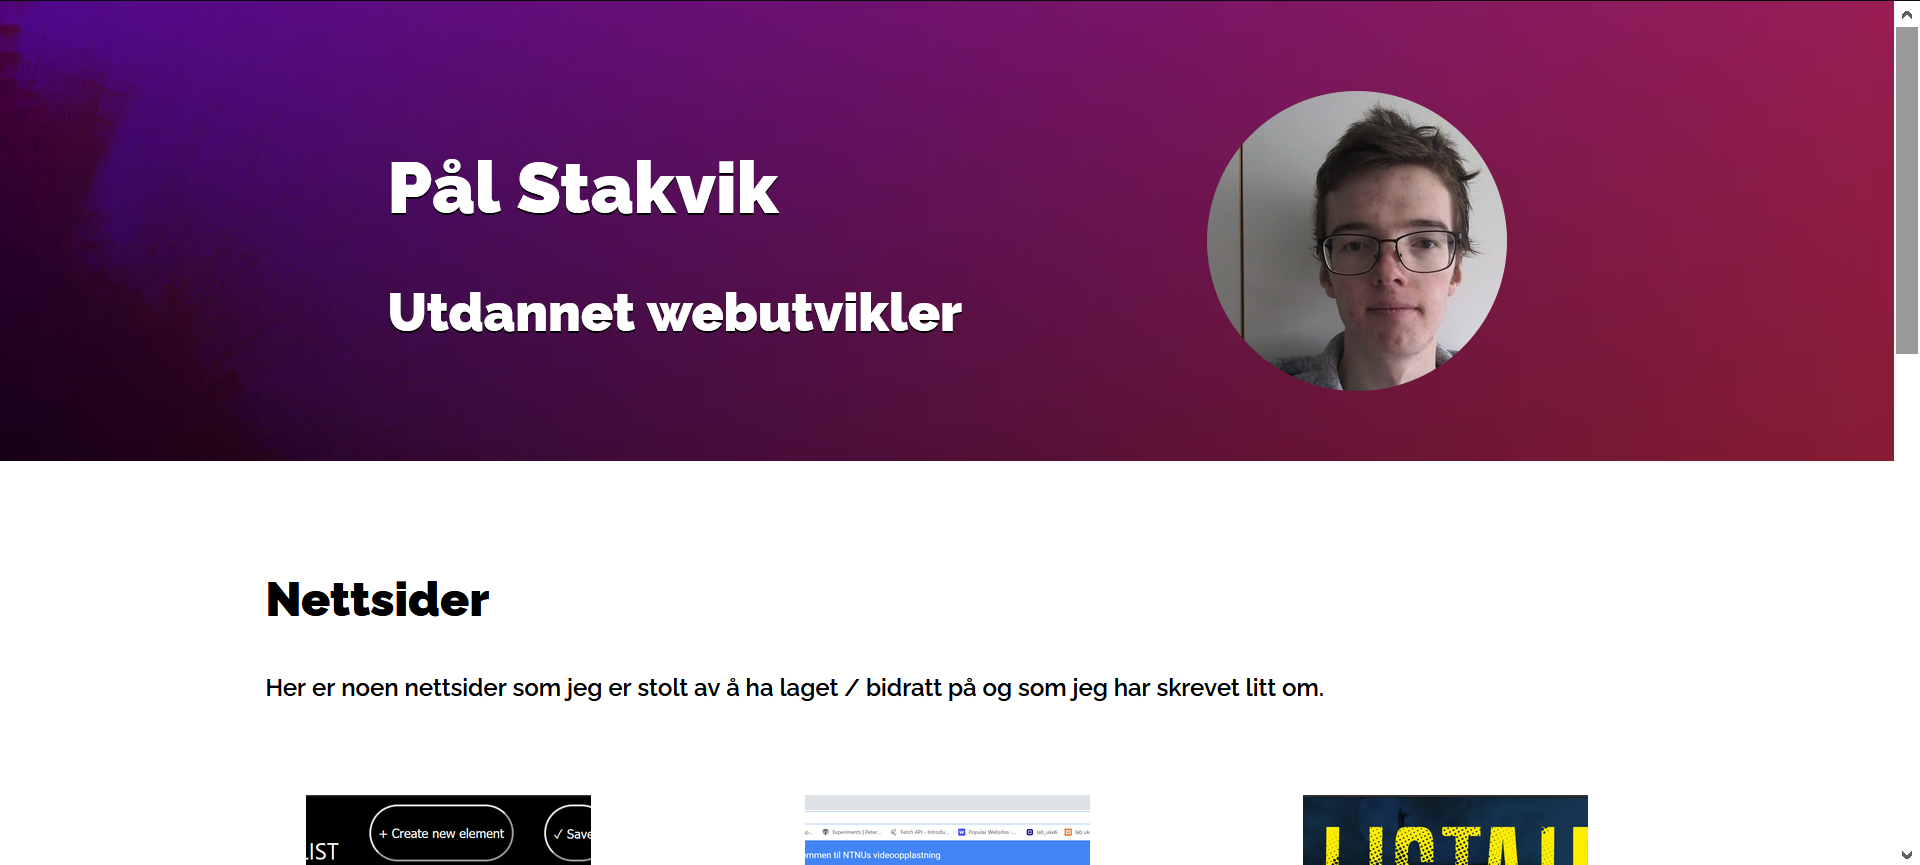 Pål Stakvik
Utdannet webutvikler
Nettsider
Her er noen nettsider som jeg er stolt av å ha laget / bidratt på og som jeg har skrevet litt om.
+ Create new element
✓ Save
LIST
p... Experiments | Peter... Fetch API - Introdu... Popular Websites -... lab_uke6 lab uk
mmen til NTNUs videoopplastning